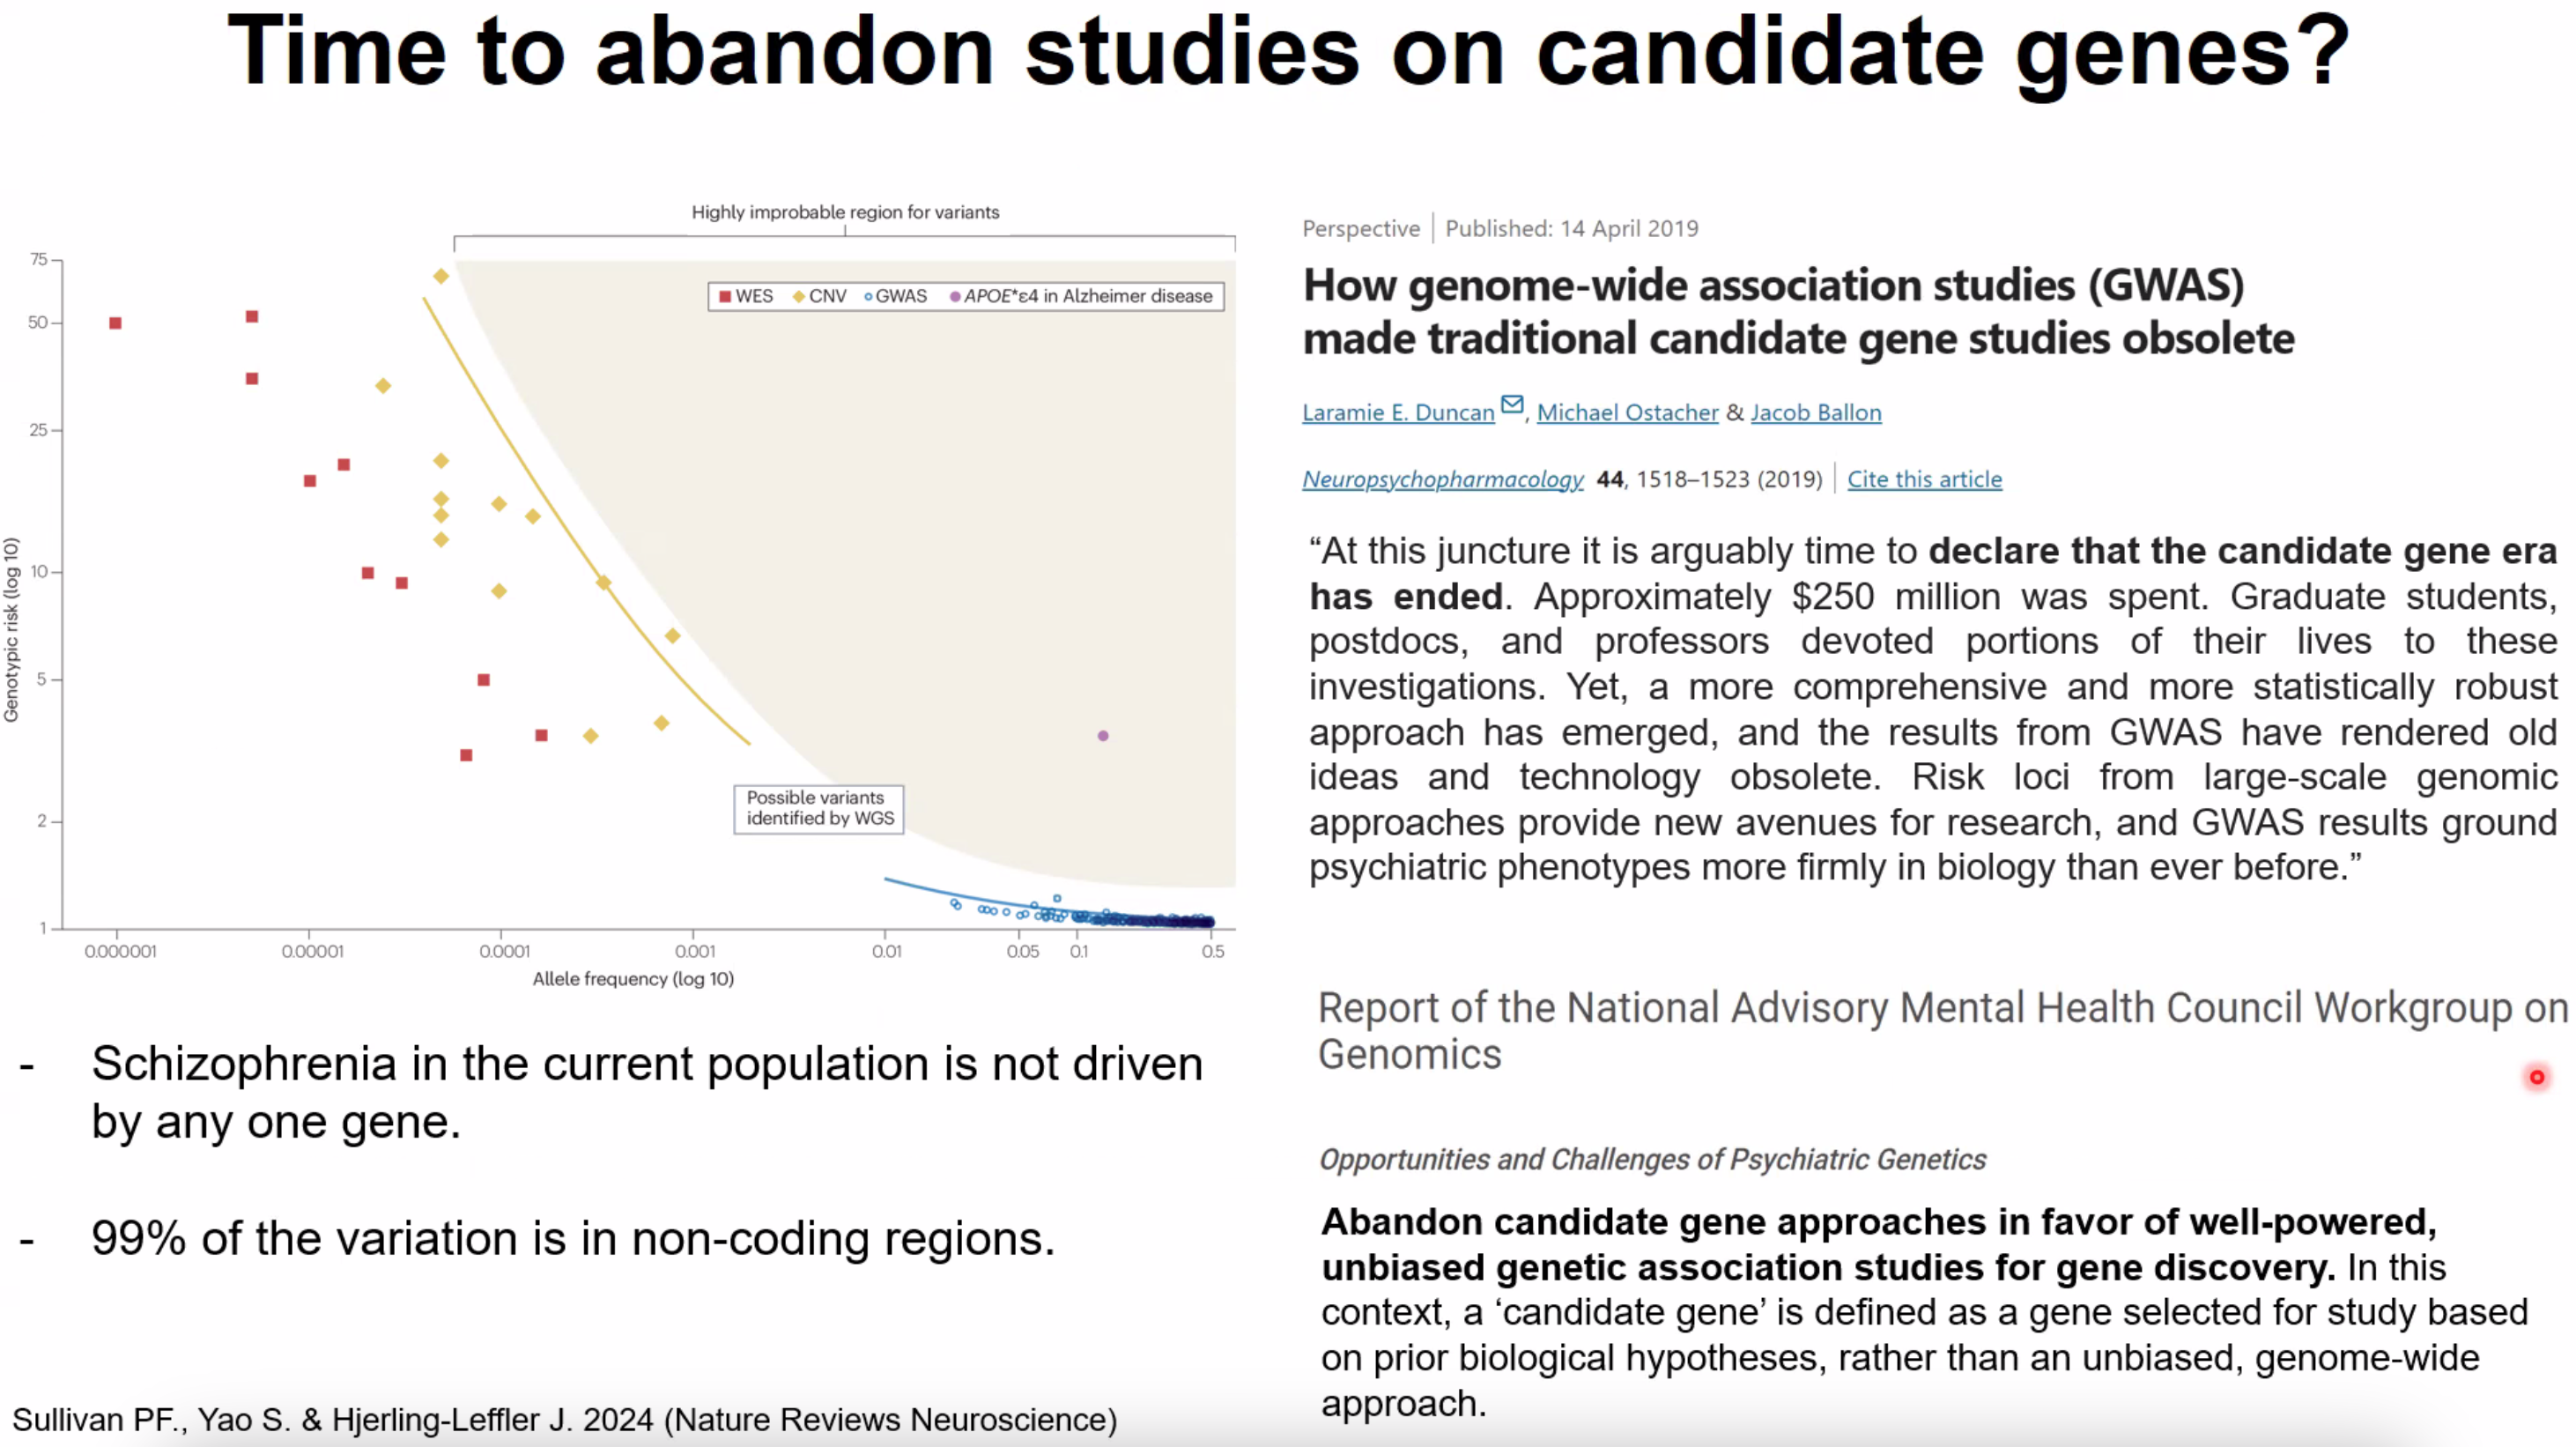 Time to abandon studies on candidate genes?
Highly improbable region for variants
75
50
25
10
5
2
1
Genotypic risk (log 10)
WES CNV GWAS APOE*ε4 in Alzheimer disease
Possible variants
identified by WGS
0.000001 0.00001 0.0001 0.001 0.01 0.05 0.1 0.5
Allele frequency (log 10)
- Schizophrenia in the current population is not driven
by any one gene.
- 99% of the variation is in non-coding regions.
Sullivan PF., Yao S. & Hjerling-Leffler J. 2024 (Nature Reviews Neuroscience)
Perspective | Published: 14 April 2019
How genome-wide association studies (GWAS)
made traditional candidate gene studies obsolete
Laramie E. Duncan, Michael Ostacher & Jacob Ballon
Neuropsychopharmacology 44, 1518–1523 (2019) | Cite this article
“At this juncture it is arguably time to declare that the candidate gene era
has ended. Approximately $250 million was spent. Graduate students,
postdocs, and professors devoted portions of their lives to these
investigations. Yet, a more comprehensive and more statistically robust
approach has emerged, and the results from GWAS have rendered old
ideas and technology obsolete. Risk loci from large-scale genomic
approaches provide new avenues for research, and GWAS results ground
psychiatric phenotypes more firmly in biology than ever before.”
Report of the National Advisory Mental Health Council Workgroup on
Genomics
Opportunities and Challenges of Psychiatric Genetics
Abandon candidate gene approaches in favor of well-powered,
unbiased genetic association studies for gene discovery. In this
context, a ‘candidate gene’ is defined as a gene selected for study based
on prior biological hypotheses, rather than an unbiased, genome-wide
approach.